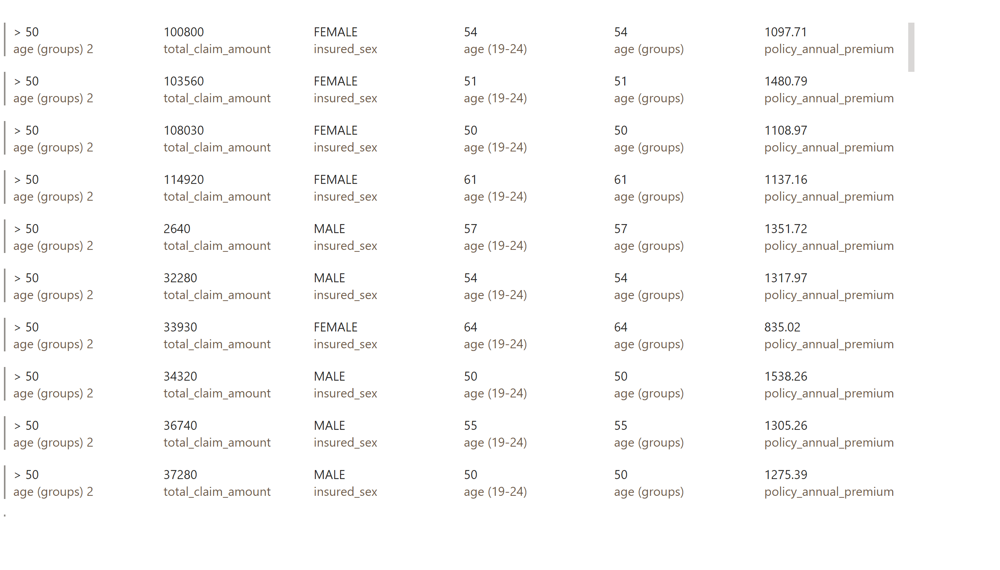 > 50 100800 FEMALE 54 54 1097.71
age (groups) 2 total_claim_amount insured_sex age (19-24) age (groups) policy_annual_premium
> 50 103560 FEMALE 51 51 1480.79
age (groups) 2 total_claim_amount insured_sex age (19-24) age (groups) policy_annual_premium
> 50 108030 FEMALE 50 50 1108.97
age (groups) 2 total_claim_amount insured_sex age (19-24) age (groups) policy_annual_premium
> 50 114920 FEMALE 61 61 1137.16
age (groups) 2 total_claim_amount insured_sex age (19-24) age (groups) policy_annual_premium
> 50 2640 MALE 57 57 1351.72
age (groups) 2 total_claim_amount insured_sex age (19-24) age (groups) policy_annual_premium
> 50 32280 MALE 54 54 1317.97
age (groups) 2 total_claim_amount insured_sex age (19-24) age (groups) policy_annual_premium
> 50 33930 FEMALE 64 64 835.02
age (groups) 2 total_claim_amount insured_sex age (19-24) age (groups) policy_annual_premium
> 50 34320 MALE 50 50 1538.26
age (groups) 2 total_claim_amount insured_sex age (19-24) age (groups) policy_annual_premium
> 50 36740 MALE 55 55 1305.26
age (groups) 2 total_claim_amount insured_sex age (19-24) age (groups) policy_annual_premium
> 50 37280 MALE 50 50 1275.39
age (groups) 2 total_claim_amount insured_sex age (19-24) age (groups) policy_annual_premium